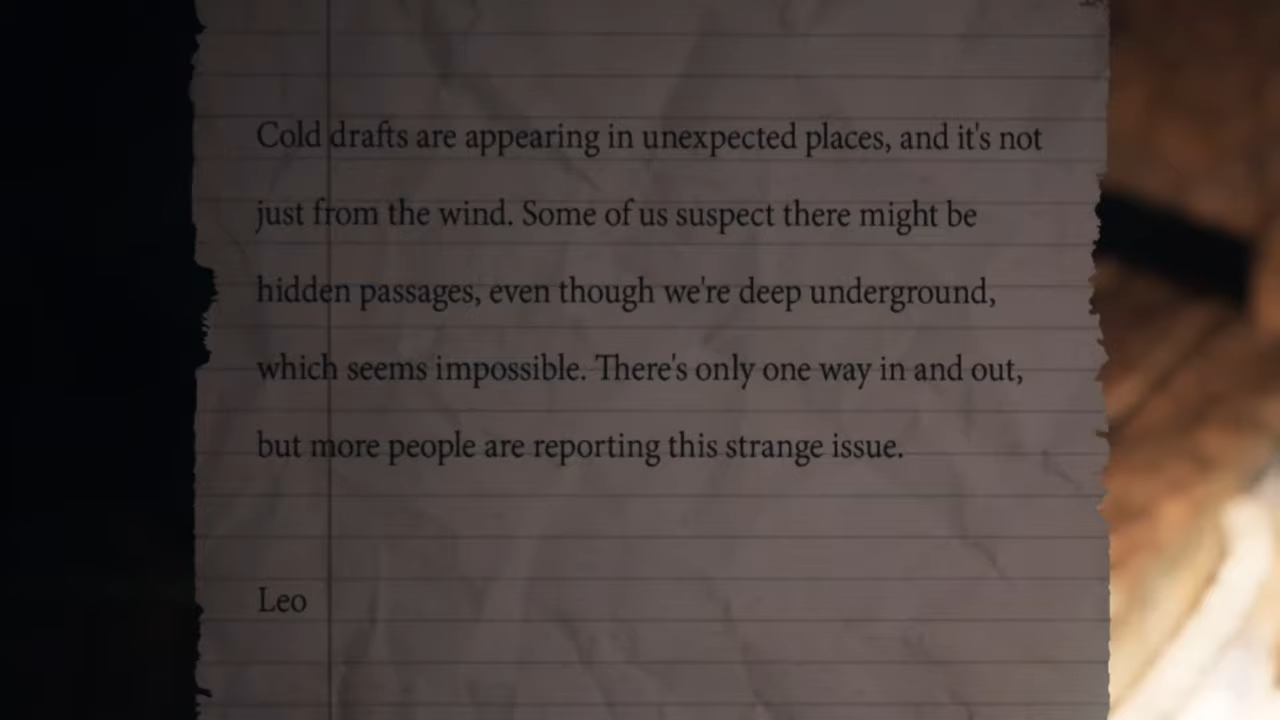 Cold drafts are appearing in unexpected places, and it's not
just from the wind. Some of us suspect there might be
hidden passages, even though we're deep underground,
which seems impossible. There's only one way in and out,
but more people are reporting this strange issue.
Leo